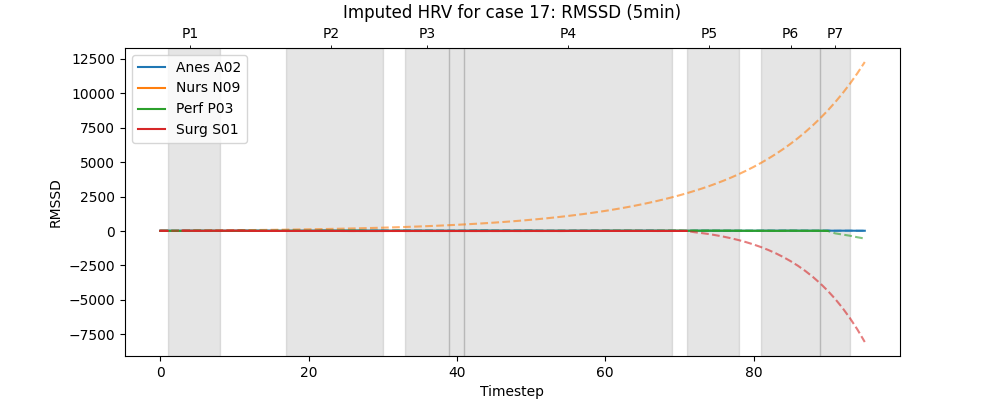 Imputed HRV for case 17: RMSSD (5min)
P1 P2 P3 P4 P5 P6 P7
Anes A02
Nurs N09
Perf P03
Surg S01
12500
10000
7500
5000
2500
0
−2500
−5000
−7500
RMSSD
0 20 40 60 80
Timestep